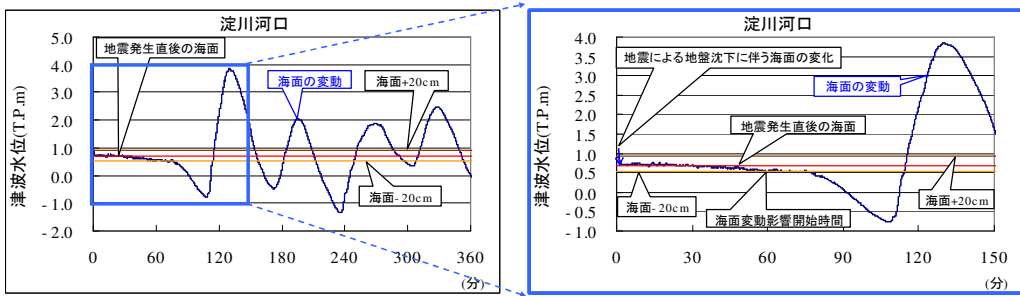 淀川河口
津波水位(T.P.m)
5.0
4.0
3.0
2.0
1.0
0.0
- 1.0
- 2.0
地震発生直後の海面
海面の変動
海面+20cm
海面- 20cm
0 60 120 180 240 300 360
(分)
淀川河口
津波水位(T.P.m)
4.0
3.5
3.0
2.5
2.0
1.5
1.0
0.5
0.0
- 0.5
- 1.0
地震による地盤沈下に伴う海面の変化
海面の変動
地震発生直後の海面
海面- 20cm
海面変動影響開始時間
海面+20cm
0 30 60 90 120 150
(分)